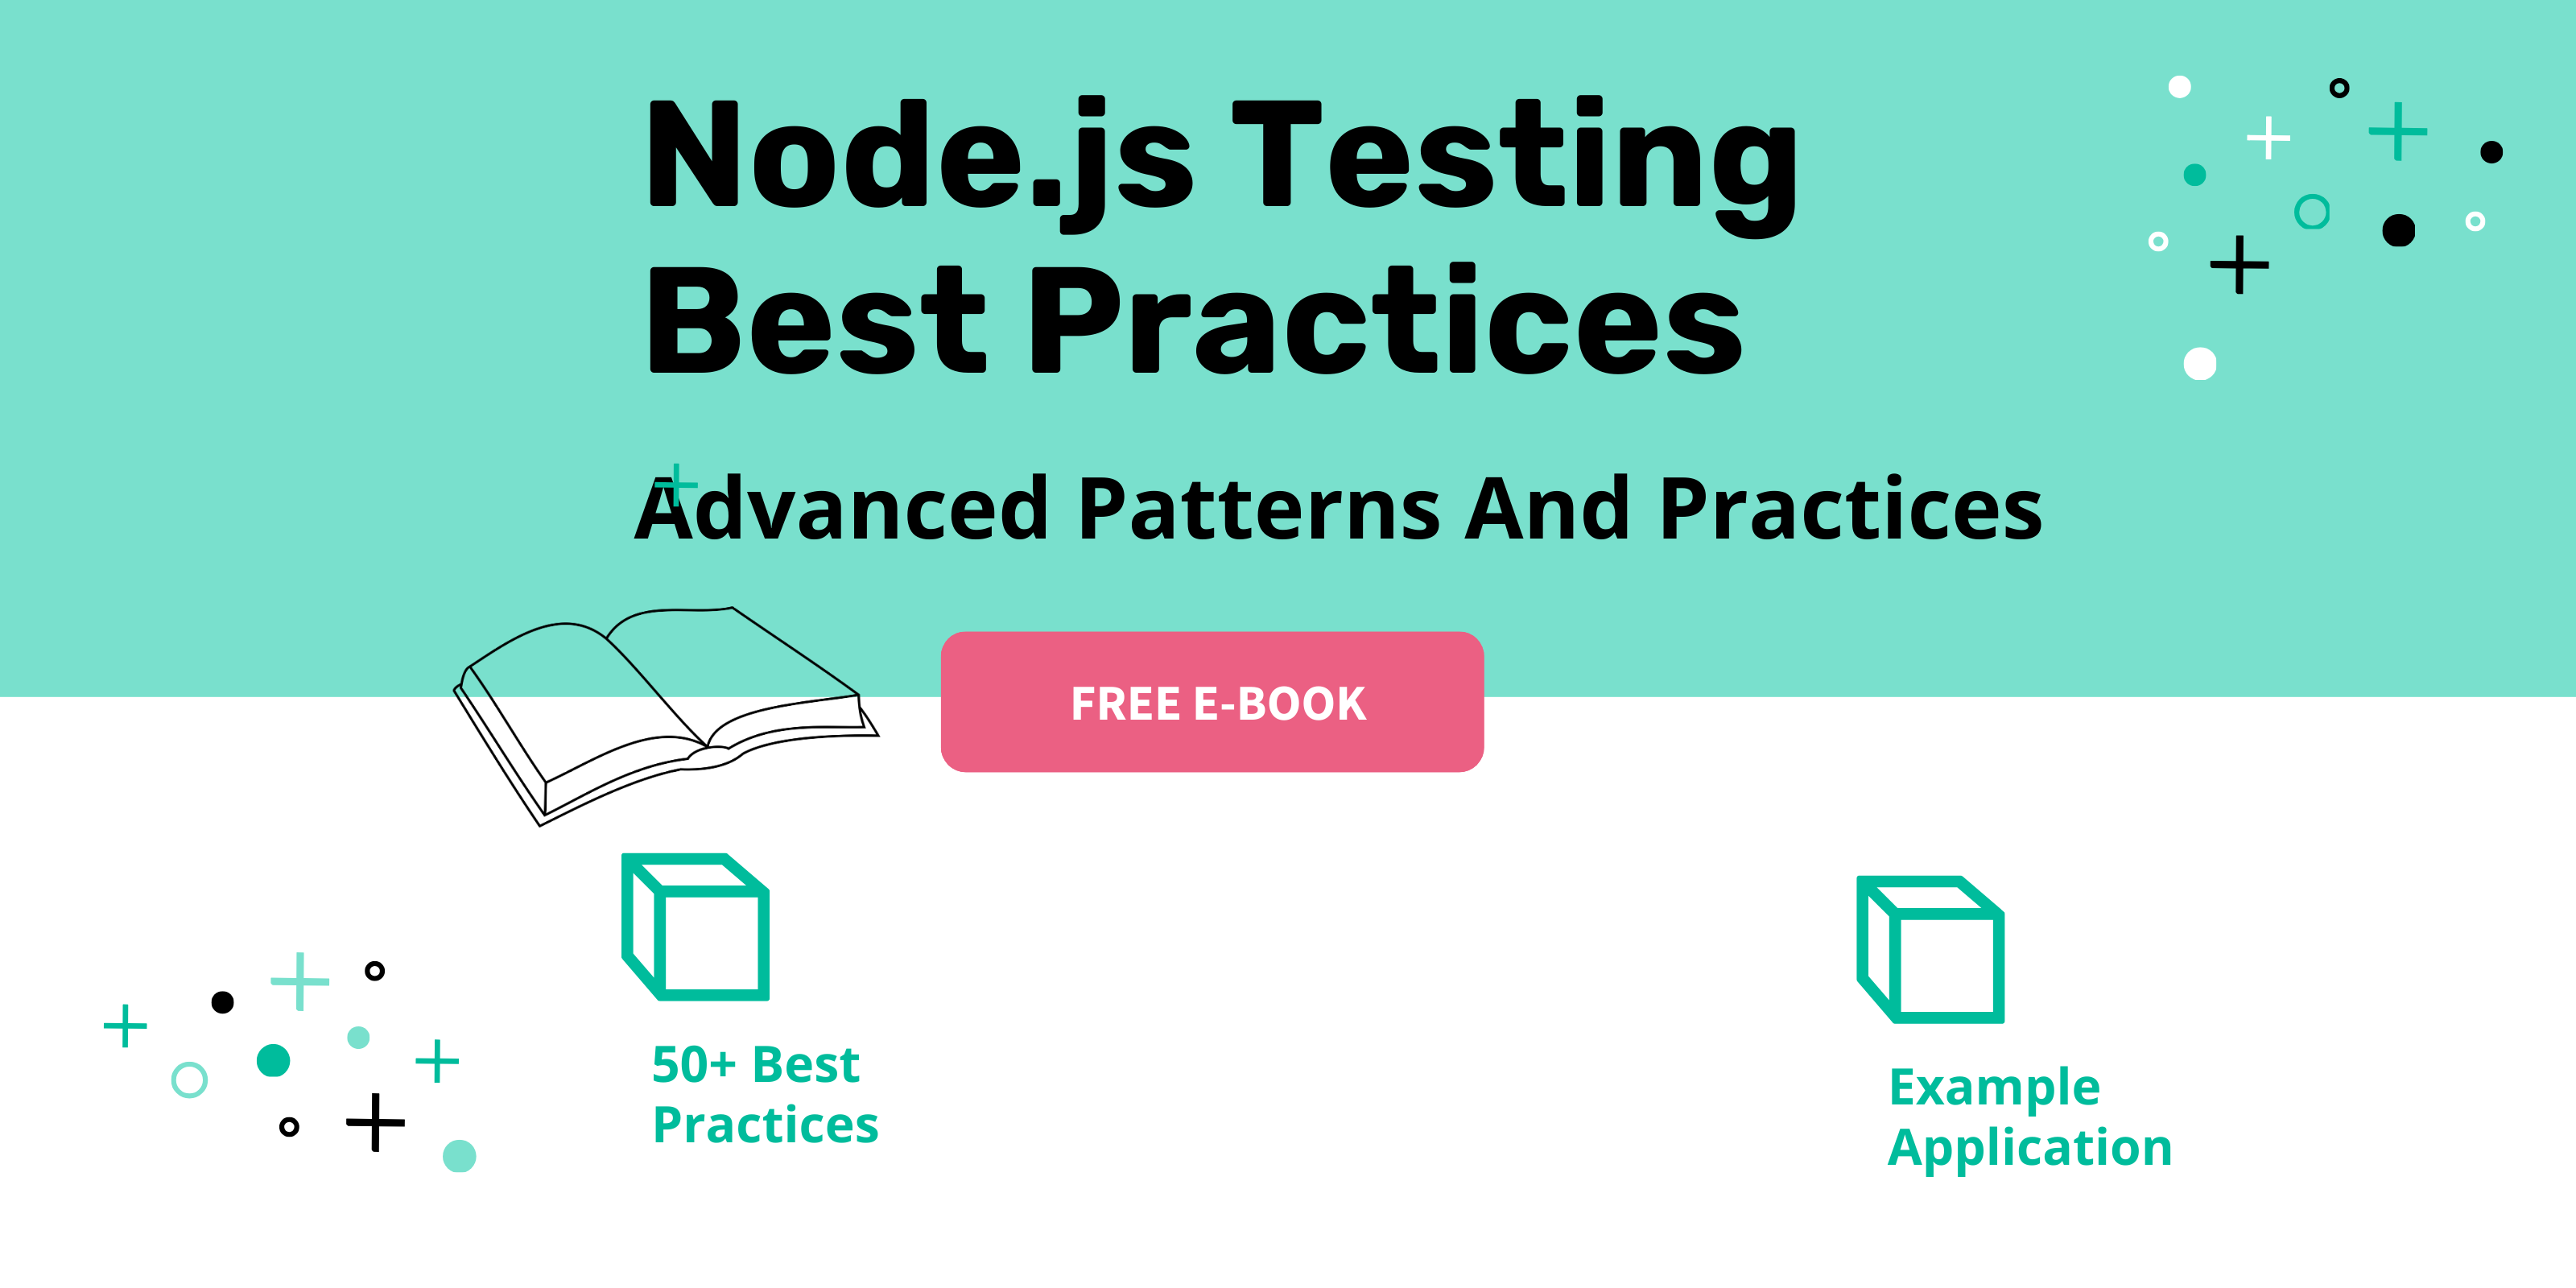 Node.js Testing
Best Practices
Advanced Patterns And Practices
FREE E-BOOK
50+ Best
Practices
Example
Application